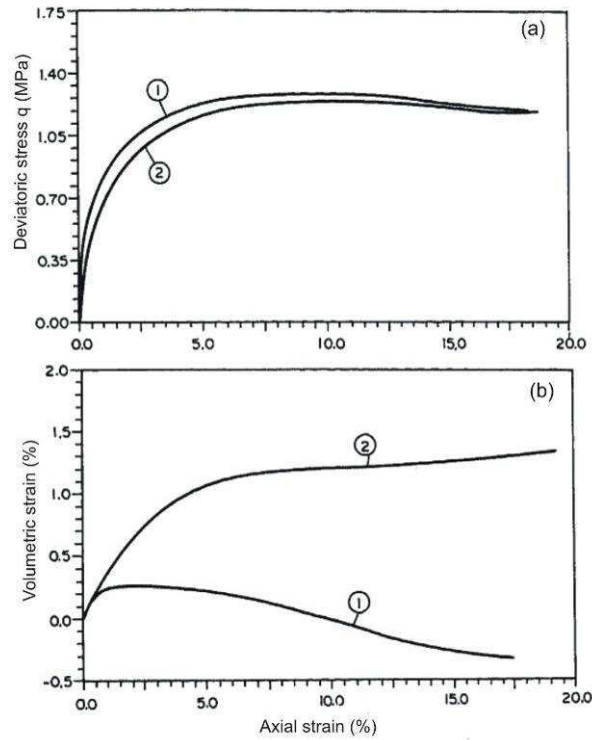 (a)
Deviatoric stress q (MPa)
1.75
1.40
1.05
0.70
0.35
0.00
1
2
0.0 5.0 10.0 15.0 20.0
(b)
Volumetric strain (%)
2.0
1.5
1.0
0.5
0.0
-0,5
2
1
0.0 5.0 10.0 15.0 20.0
Axial strain (%)